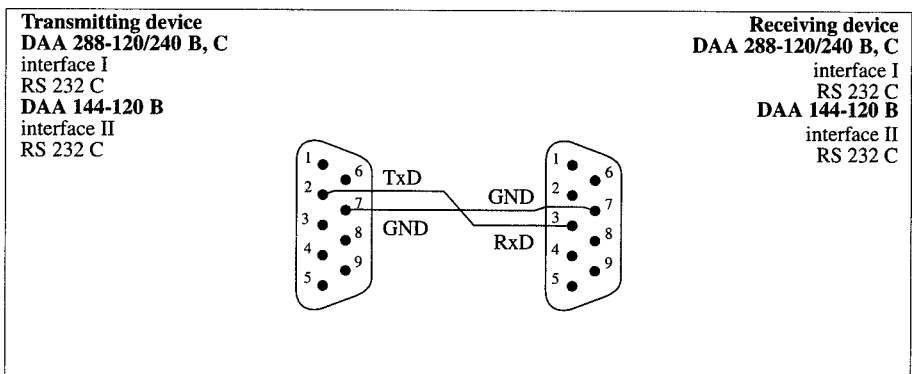 Transmitting device
DAA 288-120/240 B, C
interface I
RS 232 C
DAA 144-120 B
interface II
RS 232 C
Receiving device
DAA 288-120/240 B, C
interface I
RS 232 C
DAA 144-120 B
interface II
RS 232 C
1
6
2
7
3
8
4
9
5
TxD
GND
GND
RxD
1
6
2
7
3
8
4
9
5